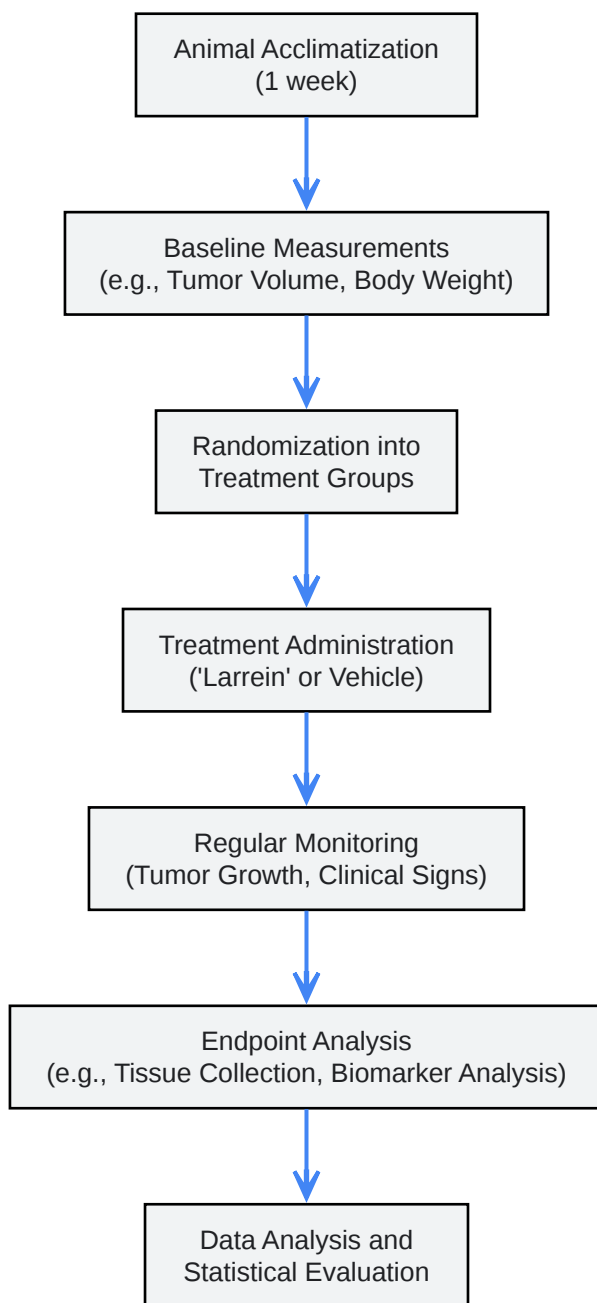 Animal Acclimatization
(1 week)
Baseline Measurements
(e.g., Tumor Volume, Body Weight)
Randomization into
Treatment Groups
Treatment Administration
('Larrein' or Vehicle)
Regular Monitoring
(Tumor Growth, Clinical Signs)
Endpoint Analysis
(e.g., Tissue Collection, Biomarker Analysis)
Data Analysis and
Statistical Evaluation